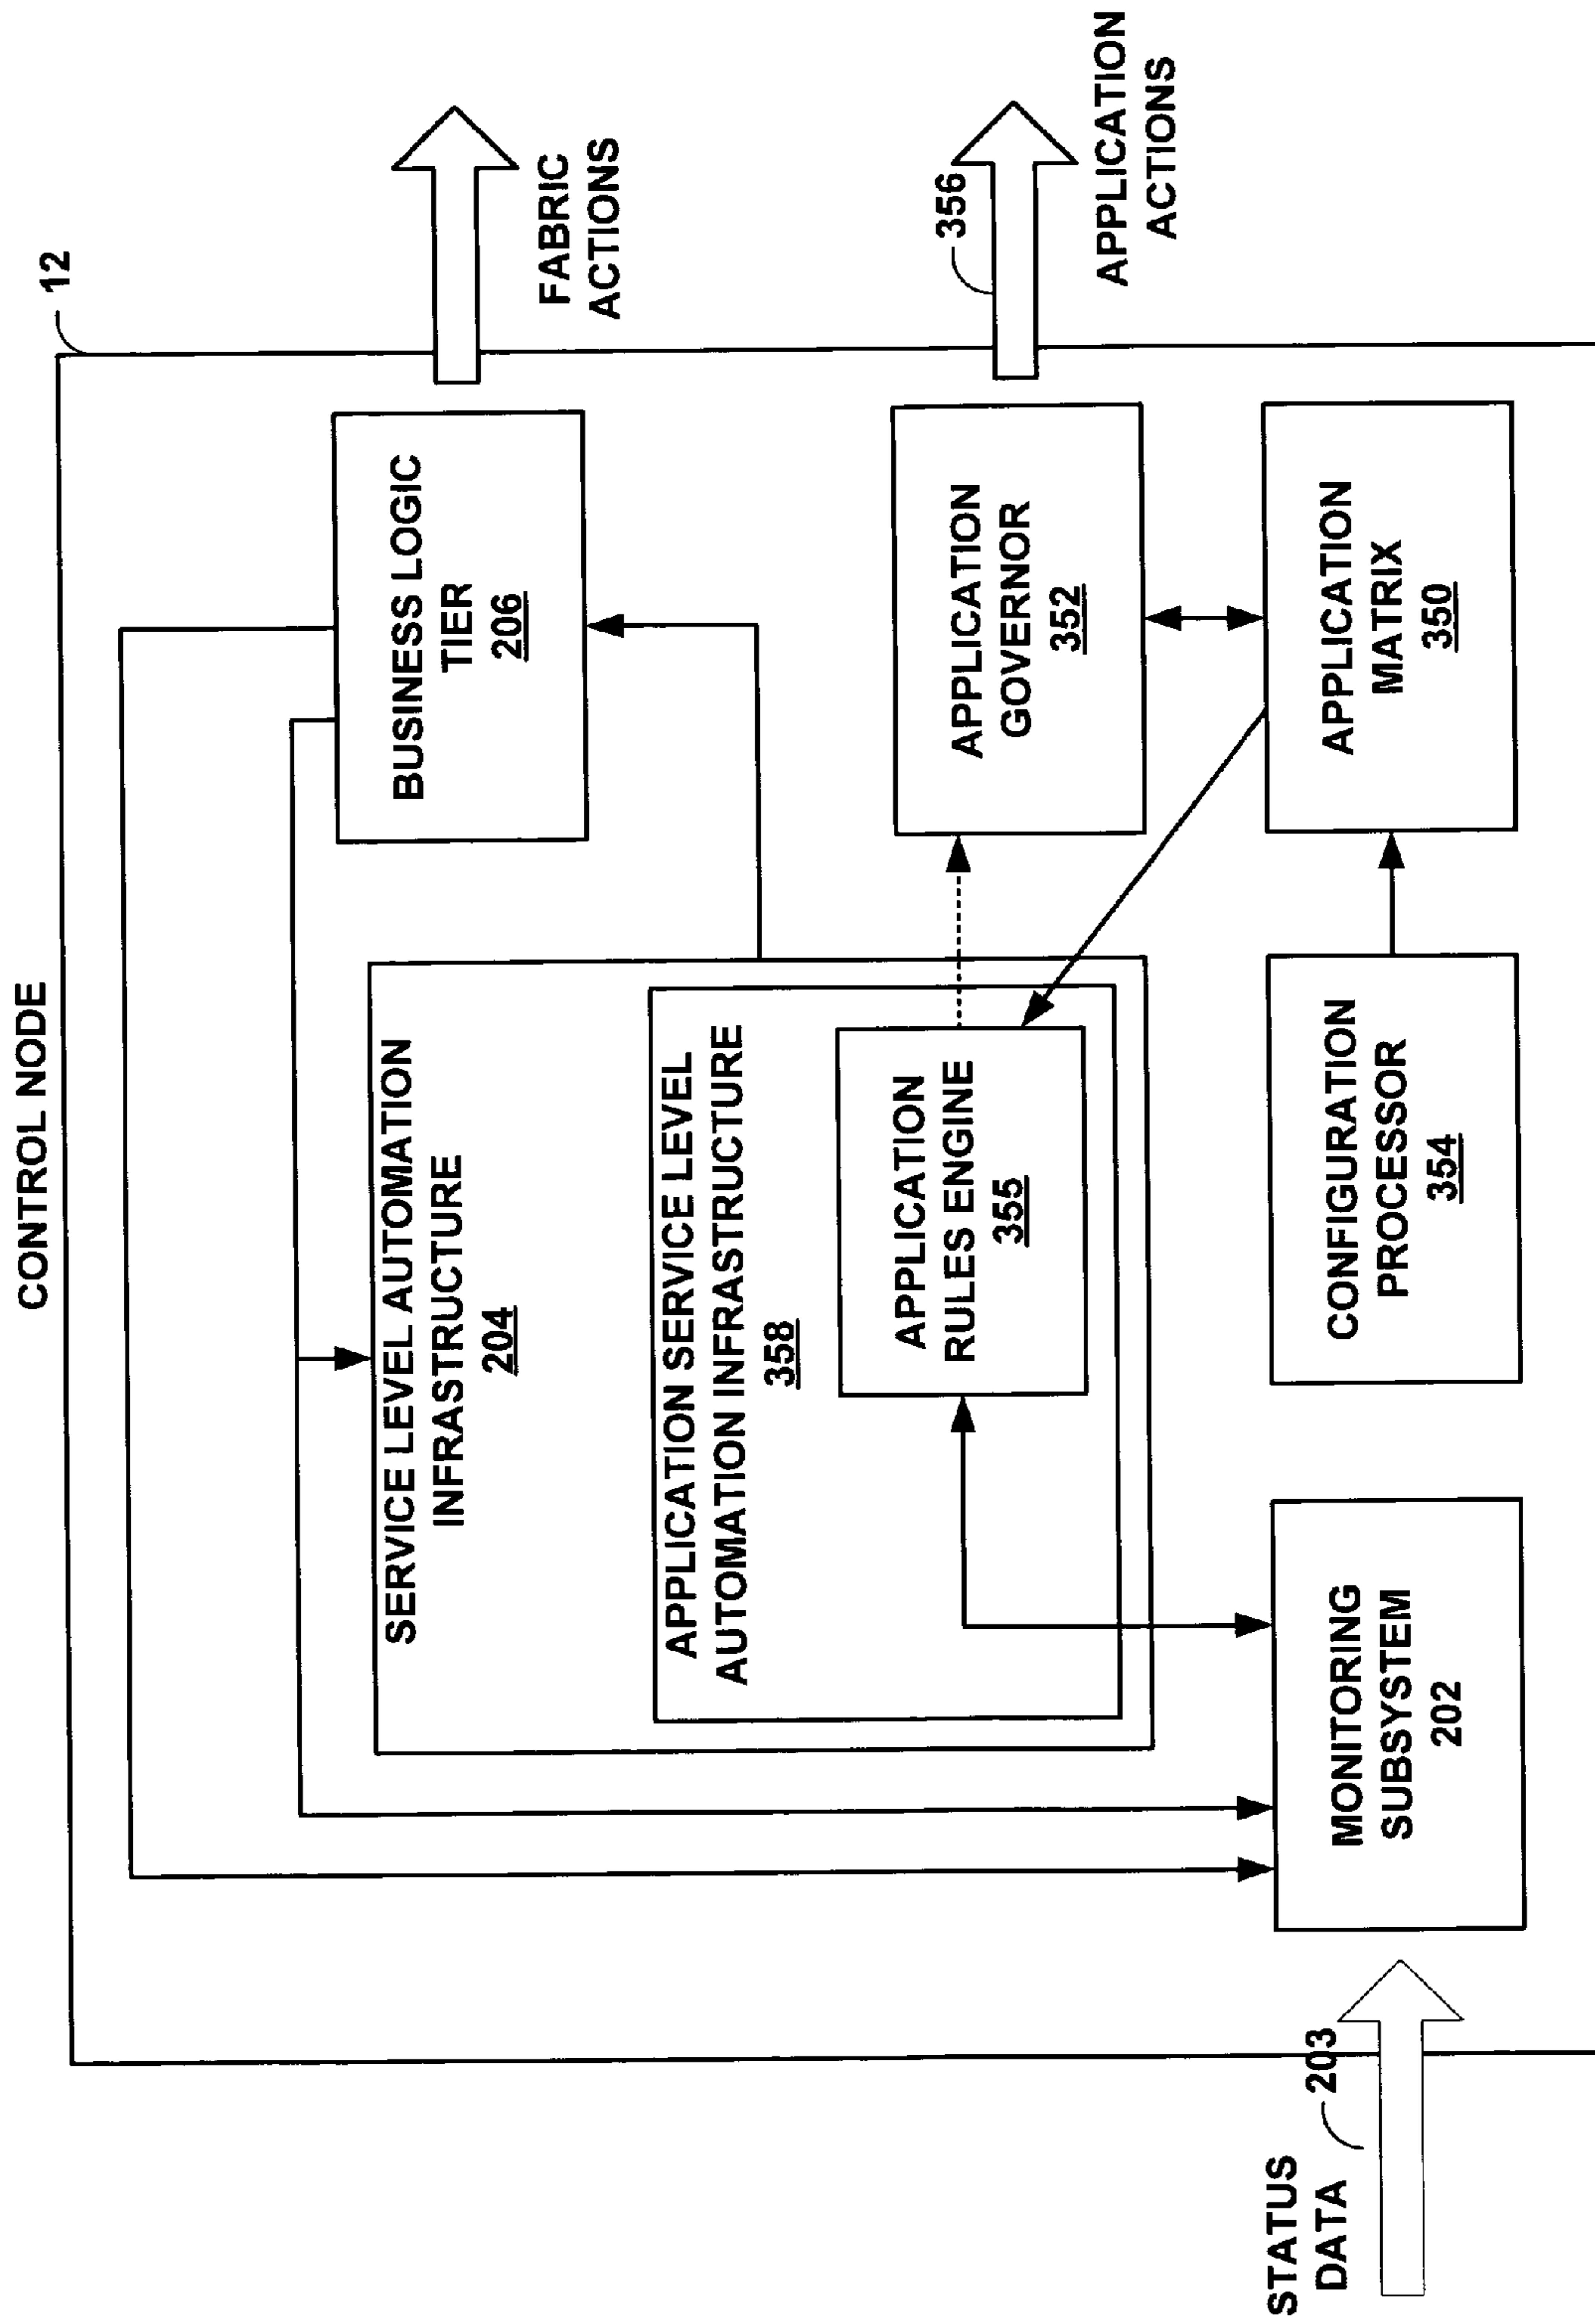 CONTROL NODE
12
SERVICE LEVEL AUTOMATION
INFRASTRUCTURE
204
BUSINESS LOGIC
TIER
206
FABRIC
ACTIONS
APPLICATION SERVICE LEVEL
AUTOMATION INFRASTRUCTURE
358
APPLICATION
RULES ENGINE
355
APPLICATION
GOVERNOR
352
356
APPLICATION
ACTIONS
STATUS
DATA
203
MONITORING
SUBSYSTEM
202
CONFIGURATION
PROCESSOR
354
APPLICATION
MATRIX
350